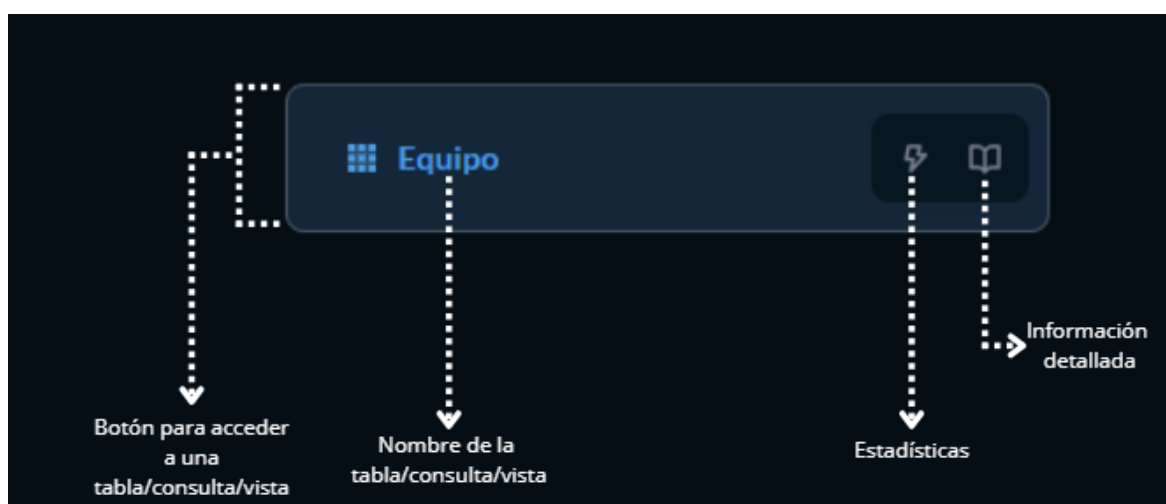 Equipo
Información
detallada
Botón para acceder
a una
tabla/consulta/vista
Nombre de la
tabla/consulta/vista
Estadísticas